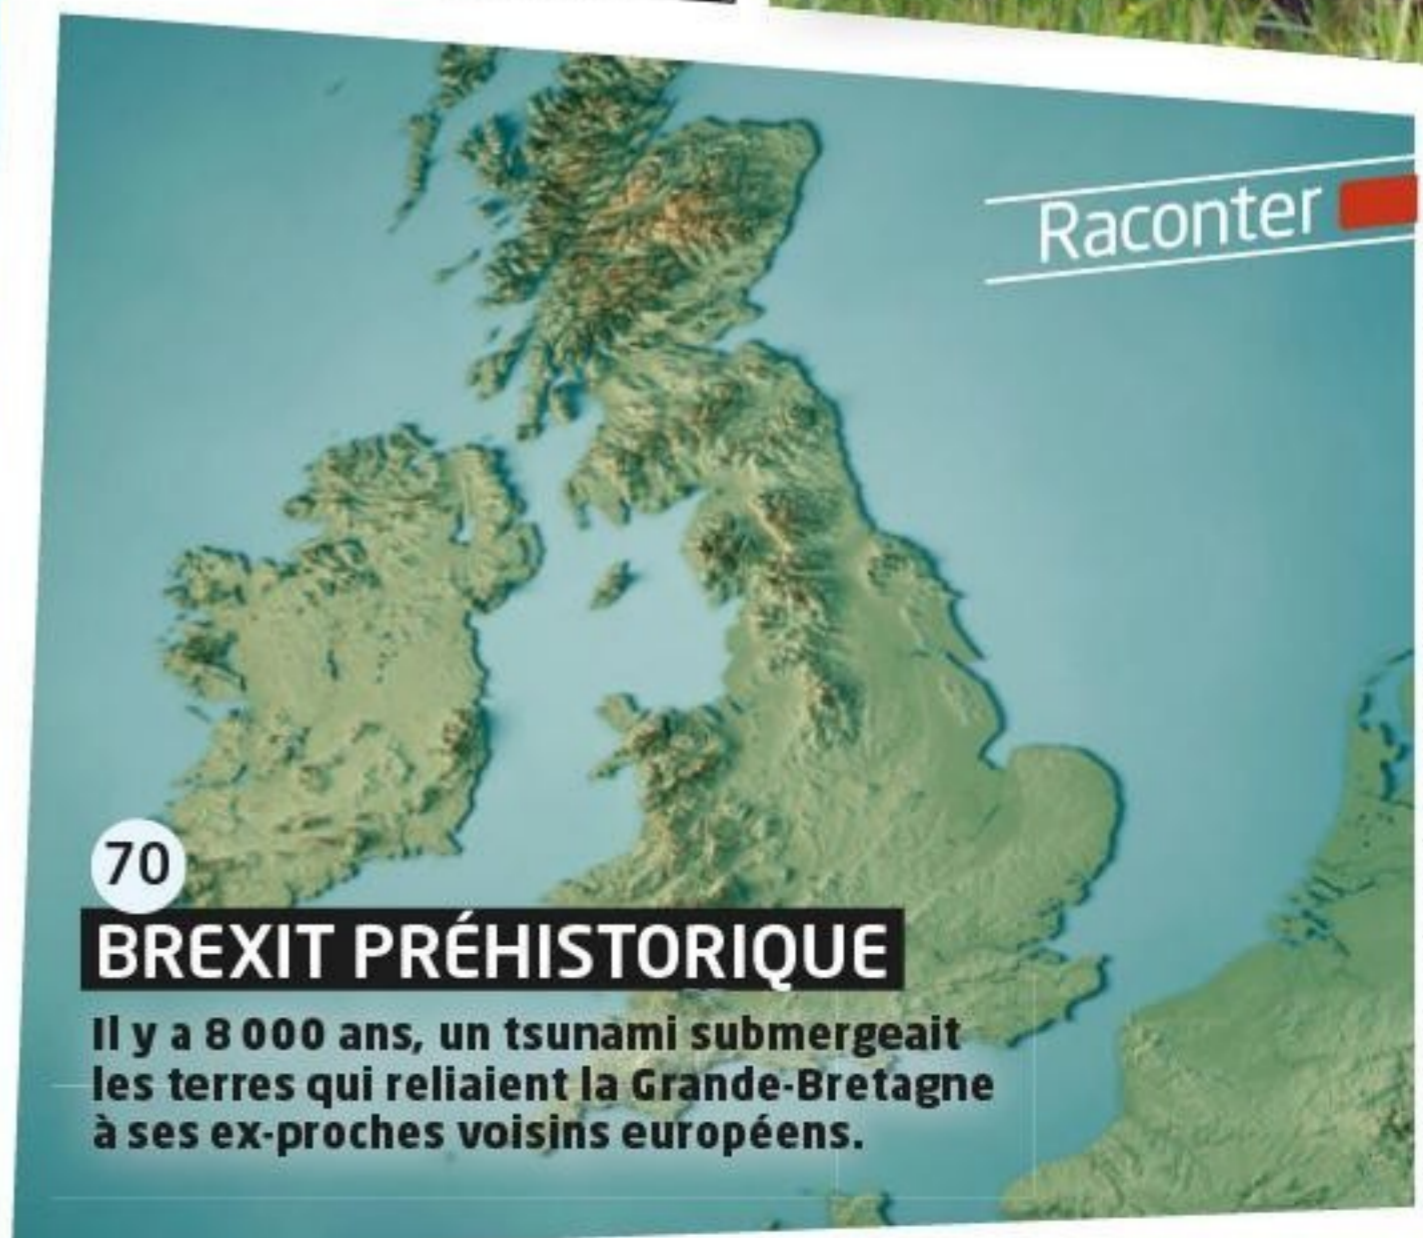 Raconter
70
BREXIT PRÉHISTORIQUE
Il y a 8 000 ans, un tsunami submergeait
les terres qui reliaient la Grande-Bretagne
à ses ex-proches voisins européens.